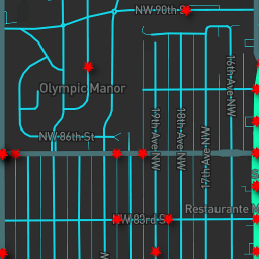 NW 90th St
Olympic Manor
16th Ave NW
NW 86th St
19th Ave NW
18th Ave NW
17th Ave NW
Restaurante
NW 83rd St